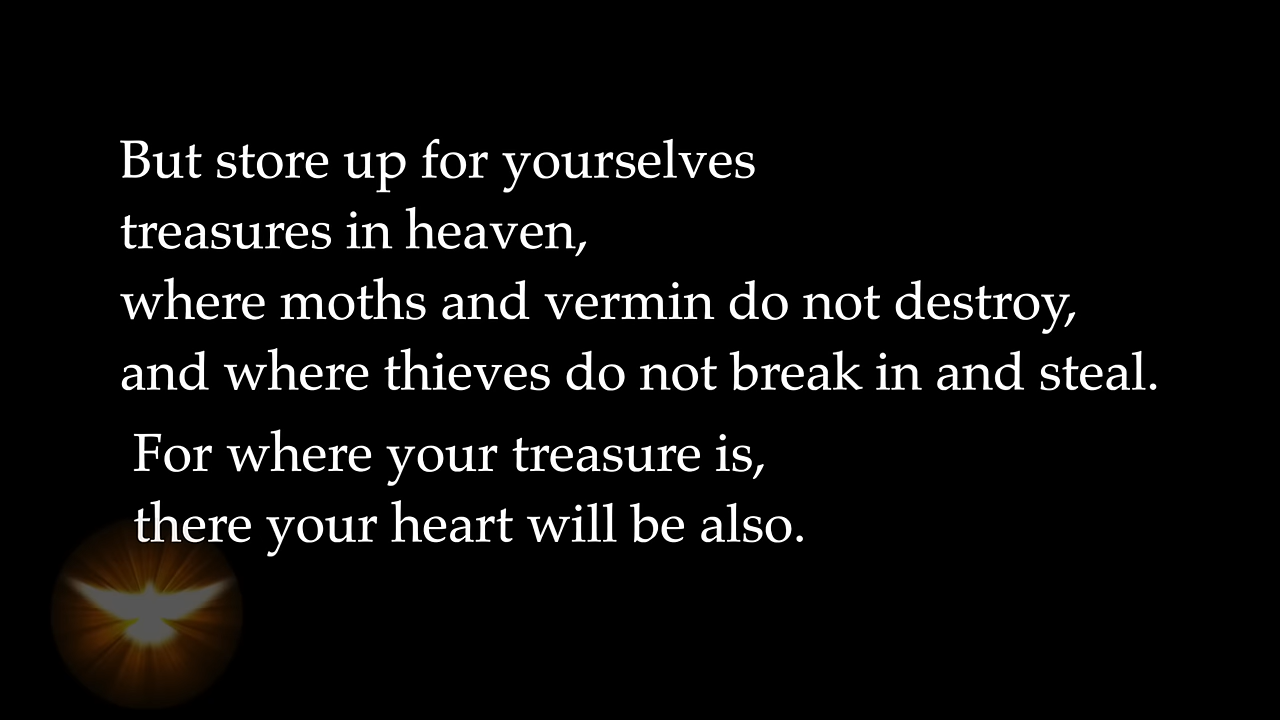 But store up for yourselves
treasures in heaven,
where moths and vermin do not destroy,
and where thieves do not break in and steal.
For where your treasure is,
there your heart will be also.